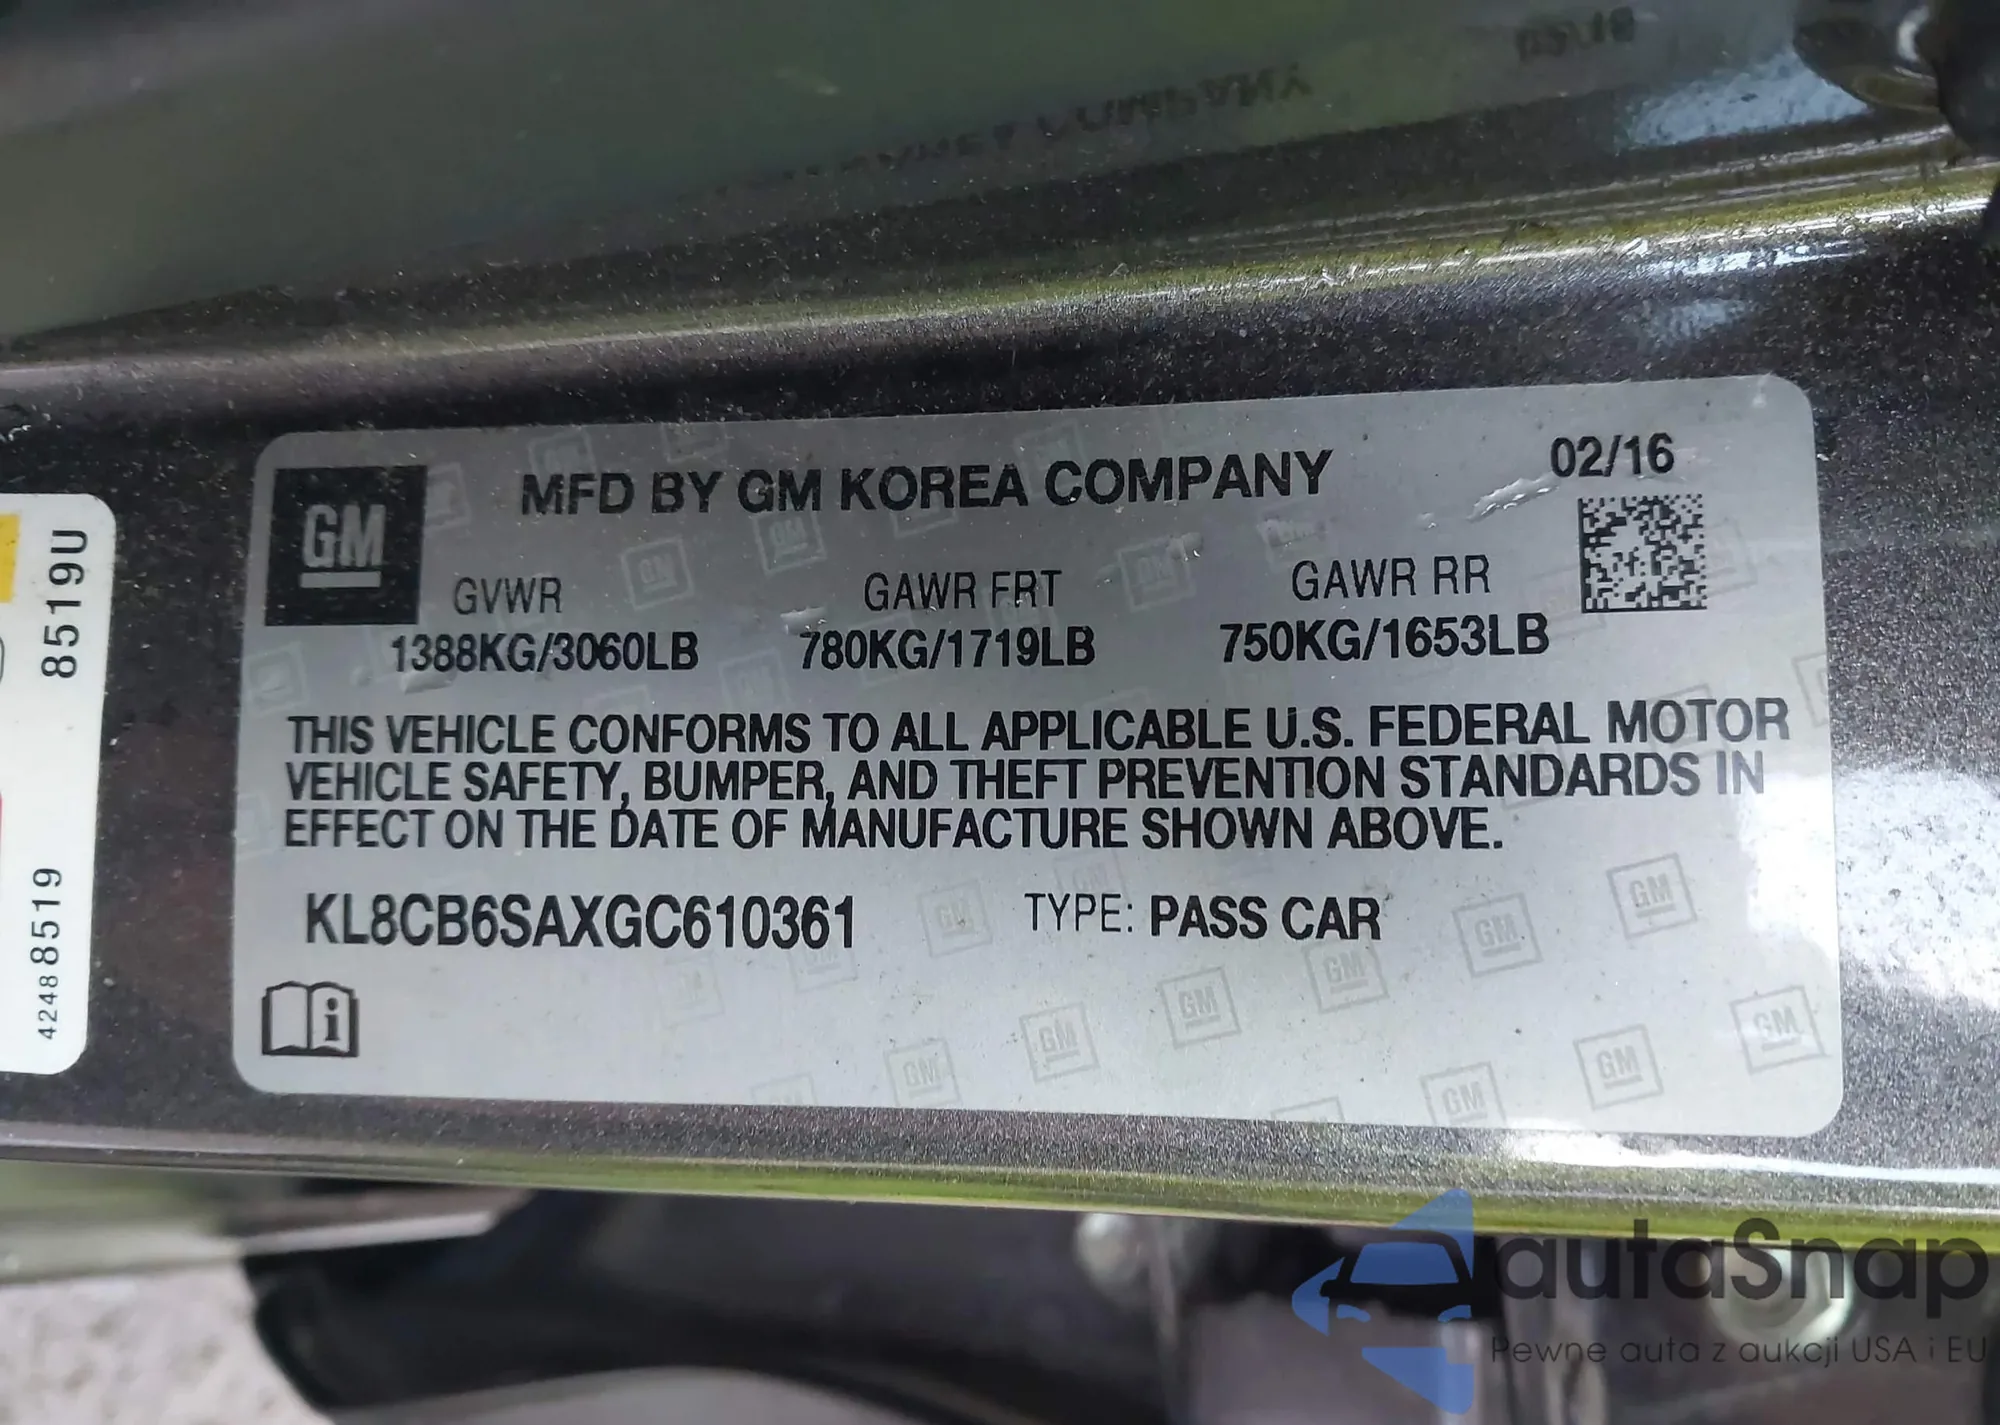 MFD BY GM KOREA COMPANY
02/16
GM
GVWR
GAWR FRT
GAWR RR
1388KG/3060LB
780KG/1719LB
750KG/1653LB
THIS VEHICLE CONFORMS TO ALL APPLICABLE U.S. FEDERAL MOTOR
VEHICLE SAFETY, BUMPER, AND THEFT PREVENTION STANDARDS IN
EFFECT ON THE DATE OF MANUFACTURE SHOWN ABOVE.
KL8CB6SAXGC610361
TYPE: PASS CAR
i
8519U
42488519
autaSnap
Pewne auta z aukcji USA i EU